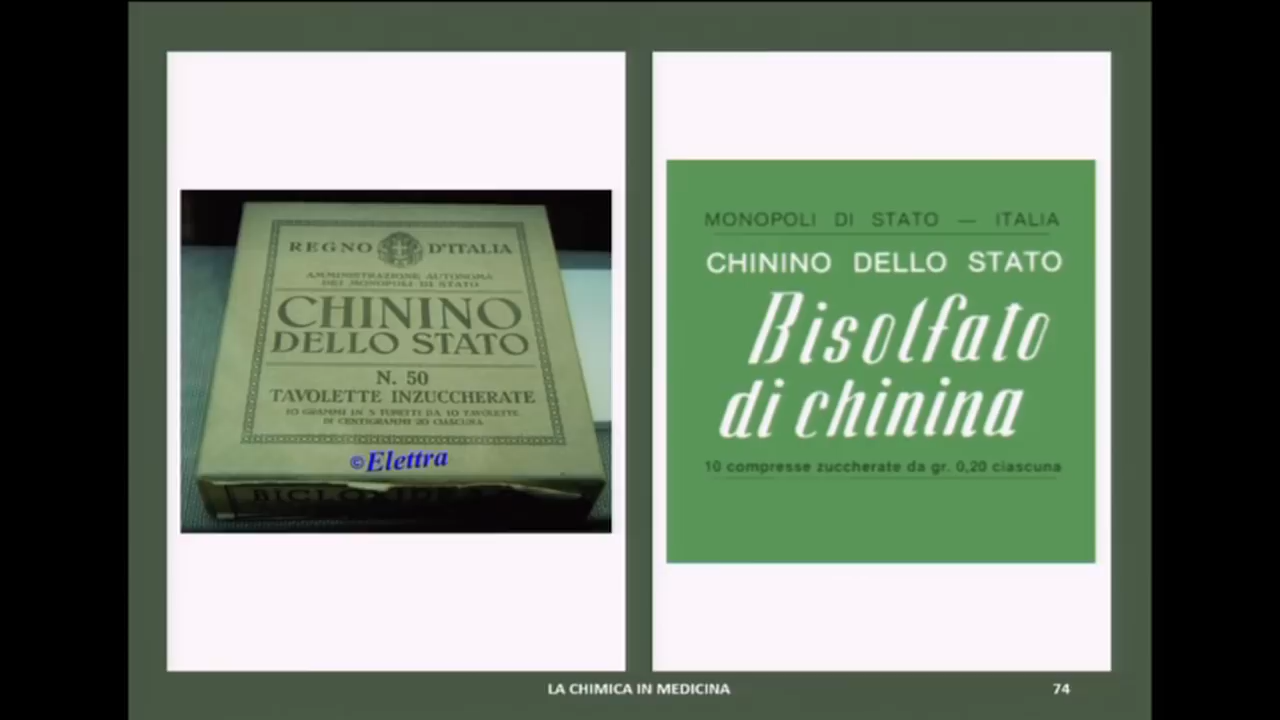 REGNO D'ITALIA
AMMINISTRAZIONE AUTONOMA
DEI MONOPOLI DI STATO
CHININO
DELLO STATO
N. 50
TAVOLETTE INZUCCHERATE
10 GRAMMI IN 5 TUBETTI DA 10 TAVOLETTE
DI CENTIGRAMMI 20 CIASCUNA
©Elettra
MONOPOLI DI STATO — ITALIA
CHININO DELLO STATO
Bisolfato
di chinina
10 compresse zuccherate da gr. 0,20 ciascuna
LA CHIMICA IN MEDICINA
74